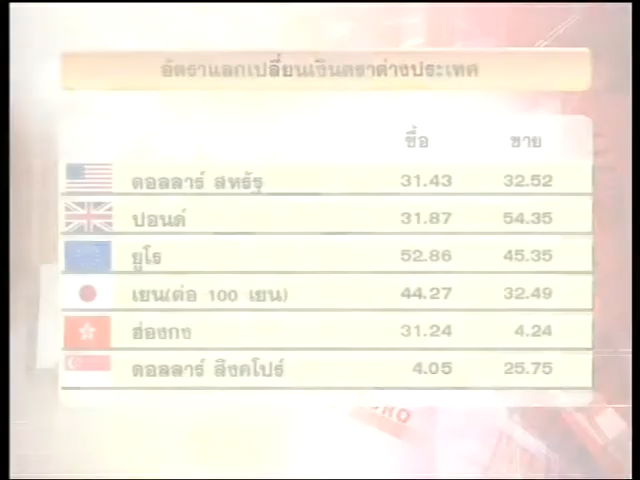 อัตราแลกเปลี่ยนเงินตราต่างประเทศ
ซื้อ ขาย
ดอลลาร์ สหรัฐ 31.43 32.52
ปอนด์ 31.87 54.35
ยูโร 52.86 45.35
เยน(ต่อ 100 เยน) 44.27 32.49
ฮ่องกง 31.24 4.24
ดอลลาร์ สิงคโปร์ 4.05 25.75